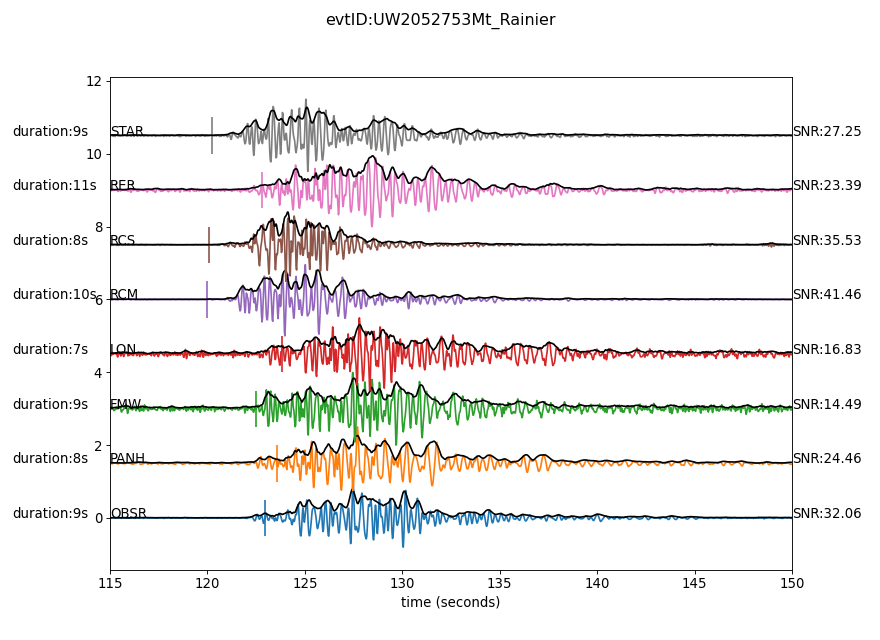 evtID:UW2052753Mt_Rainier
12
duration:9s STAR SNR:27.25
10
duration:11s RER SNR:23.39
8
duration:8s RCS SNR:35.53
duration:10s RCM SNR:41.46
6
duration:7s LON SNR:16.83
4
duration:9s FMW SNR:14.49
2
duration:8s PANH SNR:24.46
duration:9s OBSR SNR:32.06
0
115 120 125 130 135 140 145 150
time (seconds)